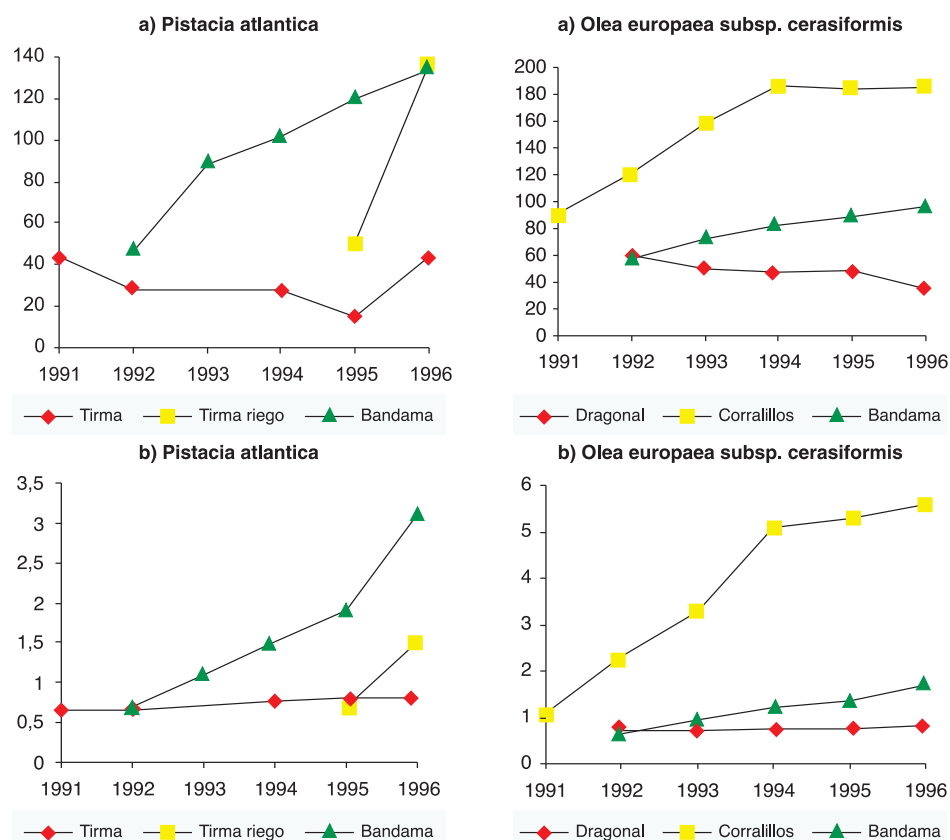 a) Pistacia atlantica
140
120
100
80
60
40
20
0
1991 1992 1993 1994 1995 1996
Tirma Tirma riego Bandama
a) Olea europaea subsp. cerasiformis
200
180
160
140
120
100
80
60
40
20
0
1991 1992 1993 1994 1995 1996
Dragonal Corralillos Bandama
b) Pistacia atlantica
3,5
3
2,5
2
1,5
1
0,5
0
1991 1992 1993 1994 1995 1996
Tirma Tirma riego Bandama
b) Olea europaea subsp. cerasiformis
6
5
4
3
2
1
0
1991 1992 1993 1994 1995 1996
Dragonal Corralillos Bandama